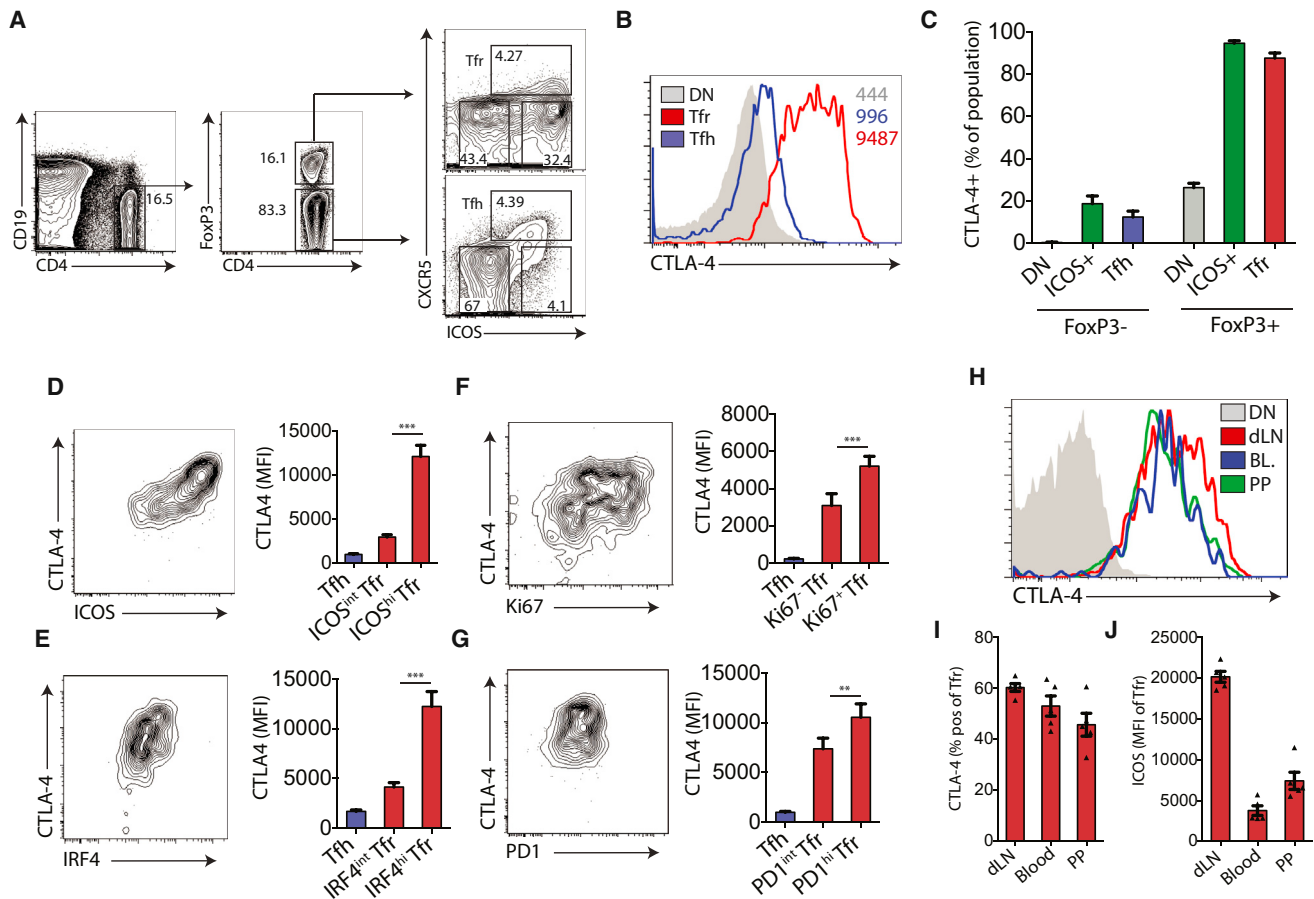 A
CD19
CD4
16.5
FoxP3
CD4
16.1
83.3
Tfr
4.27
43.4
32.4
Tfh
4.39
67
4.1
CXCR5
ICOS
B
DN
Tfr
Tfh
444
996
9487
CTLA-4
C
CTLA-4+ (% of population)
100
80
60
40
20
0
DN
ICOS+
Tfh
DN
ICOS+
Tfr
FoxP3-
FoxP3+
D
CTLA-4
ICOS
CTLA4 (MFI)
15000
10000
5000
0
***
Tfh
ICOSint Tfr
ICOShi Tfr
F
CTLA-4
Ki67
CTLA4 (MFI)
8000
6000
4000
2000
0
***
Tfh
Ki67- Tfr
Ki67+ Tfr
H
DN
dLN
BL.
PP
CTLA-4
E
CTLA-4
IRF4
CTLA4 (MFI)
15000
10000
5000
0
***
Tfh
IRF4int Tfr
IRF4hi Tfr
G
CTLA-4
PD1
CTLA4 (MFI)
15000
10000
5000
0
**
Tfh
PD1int Tfr
PD1hi Tfr
I
CTLA-4 (% pos of Tfr)
80
60
40
20
0
dLN
Blood
PP
J
ICOS (MFI of Tfr)
25000
20000
15000
10000
5000
0
dLN
Blood
PP